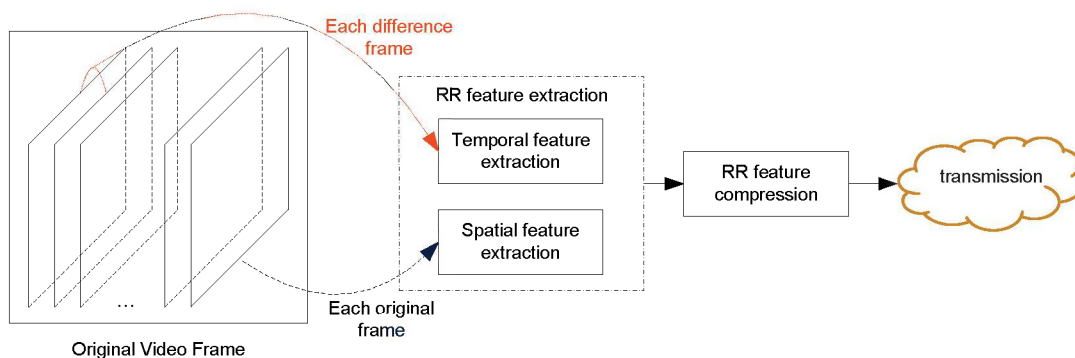 Each difference
frame
RR feature extraction
Temporal feature
extraction
RR feature
compression
transmission
Spatial feature
extraction
Each original
frame
...
Original Video Frame